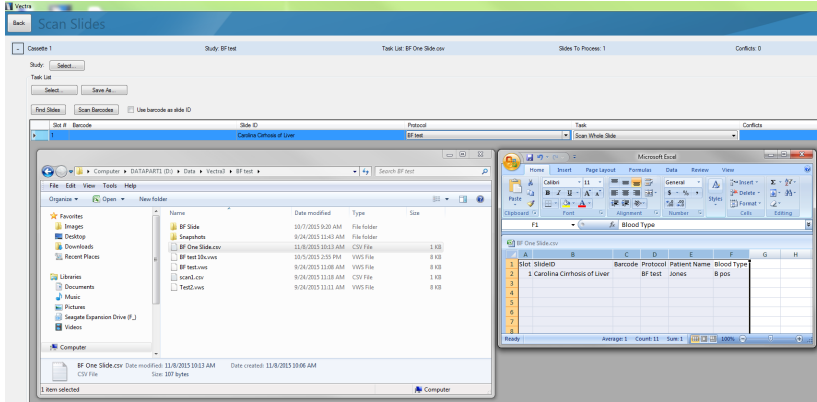 Vectra
Back Scan Slides
- Cassette 1 Study: BF test Task List: BF One Slide.csv Slides To Process: 1 Conflicts: 0
Study: Select...
Task List
Select... Save As...
Find Slides Scan Barcodes Use barcode as slide ID
Slot # Barcode Slide ID Protocol Task Conflicts
1 Carolina Cirrhosis of Liver BF test Scan Whole Slide
Computer DATAPART1 (D:) Data Vectra3 BF test Search BF test
File Edit View Tools Help
Organize Open New folder
Favorites
Images
Desktop
Downloads
Recent Places
Libraries
Documents
Music
Pictures
Seagate Expansion Drive (F_)
Videos
Computer
Name Date modified Type Size
BF Slide 10/7/2015 9:20 AM File folder
Snapshots 9/24/2015 11:43 AM File folder
BF One Slide.csv 11/8/2015 10:13 AM CSV File 1 KB
BF test 10x.vws 10/5/2015 2:55 PM VWS File 8 KB
BF test.vws 9/24/2015 11:08 AM VWS File 8 KB
scan1.csv 9/24/2015 11:18 AM CSV File 1 KB
Test2.vws 9/24/2015 11:11 AM VWS File 8 KB
BF One Slide.csv Date modified: 11/8/2015 10:13 AM Date created: 11/8/2015 10:06 AM
CSV File Size: 107 bytes
1 item selected Computer
Microsoft Excel
Home Insert Page Layout Formulas Data Review View
Paste Calibri 11 General Styles Insert
B I U $ % Delete
Format
Clipboard Font Alignment Number Cells Editing
F1 fx Blood Type
BF One Slide.csv
A B C D E F G H
1 Slot SlideID Barcode Protocol Patient Name Blood Type
2 1 Carolina Cirrhosis of Liver BF test Jones B pos
3
4
5
6
7
8
Ready Average: 1 Count: 11 Sum: 1 100%